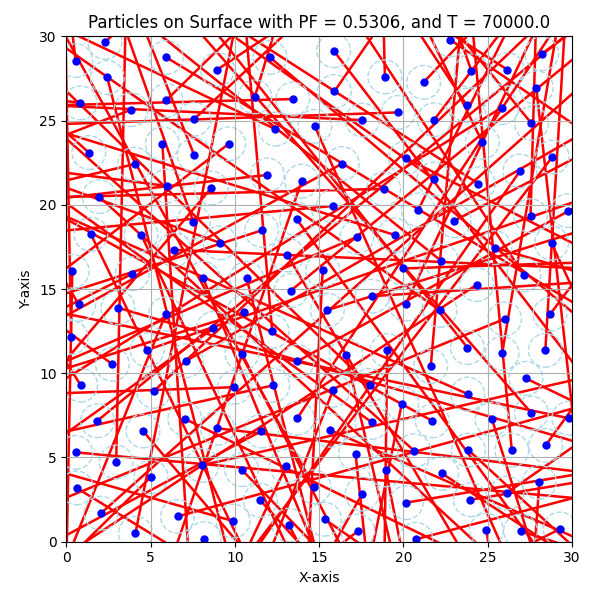 Particles on Surface with PF = 0.5306, and T = 70000.0
30
25
20
15
10
5
0
Y-axis
0 5 10 15 20 25 30
X-axis